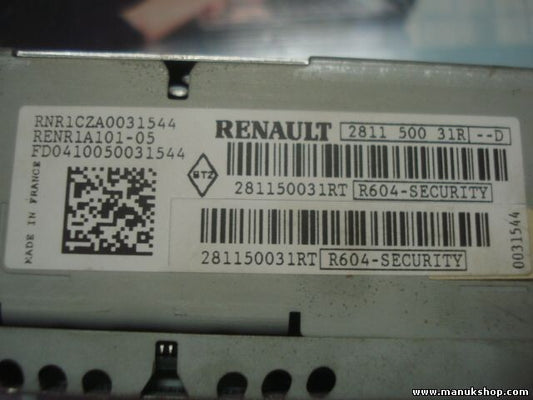 RNR1CZA0031544
RENR1A101-05
FD0410050031544
RENAULT 2811 500 31R --D
281150031RT R604-SECURITY
281150031RT R604-SECURITY
MADE IN FRANCE
0031544
www.manukshop.com